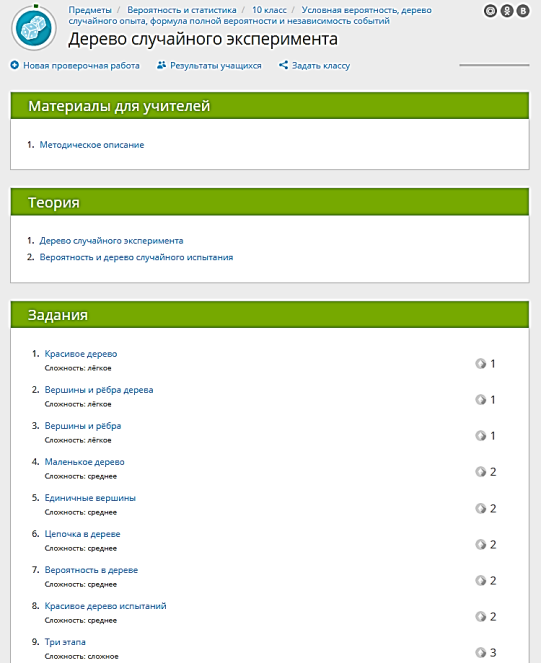 Предметы / Вероятность и статистика / 10 класс / Условная вероятность, дерево
случайного опыта, формула полной вероятности и независимость событий
Дерево случайного эксперимента
Новая проверочная работа Результаты учащихся Задать классу
Материалы для учителей
1. Методическое описание
Теория
1. Дерево случайного эксперимента
2. Вероятность и дерево случайного испытания
Задания
1. Красивое дерево
Сложность: лёгкое
1
2. Вершины и рёбра дерева
Сложность: лёгкое
1
3. Вершины и рёбра
Сложность: лёгкое
1
4. Маленькое дерево
Сложность: среднее
2
5. Единичные вершины
Сложность: среднее
2
6. Цепочка в дереве
Сложность: среднее
2
7. Вероятность в дереве
Сложность: среднее
2
8. Красивое дерево испытаний
Сложность: среднее
2
9. Три этапа
Сложность: сложное
3